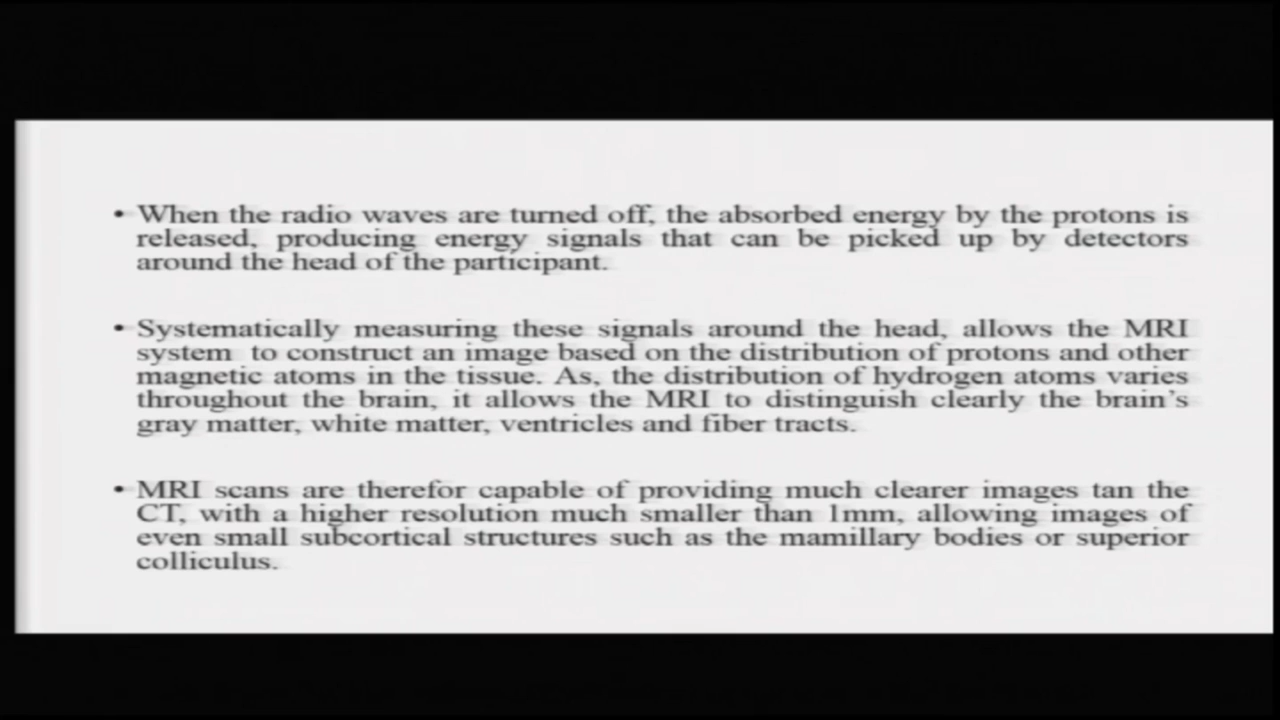 • When the radio waves are turned off, the absorbed energy by the protons is
released, producing energy signals that can be picked up by detectors
around the head of the participant.
• Systematically measuring these signals around the head, allows the MRI
system to construct an image based on the distribution of protons and other
magnetic atoms in the tissue. As, the distribution of hydrogen atoms varies
throughout the brain, it allows the MRI to distinguish clearly the brain's
gray matter, white matter, ventricles and fiber tracts.
• MRI scans are therefor capable of providing much clearer images tan the
CT, with a higher resolution much smaller than 1mm, allowing images of
even small subcortical structures such as the mamillary bodies or superior
colliculus.